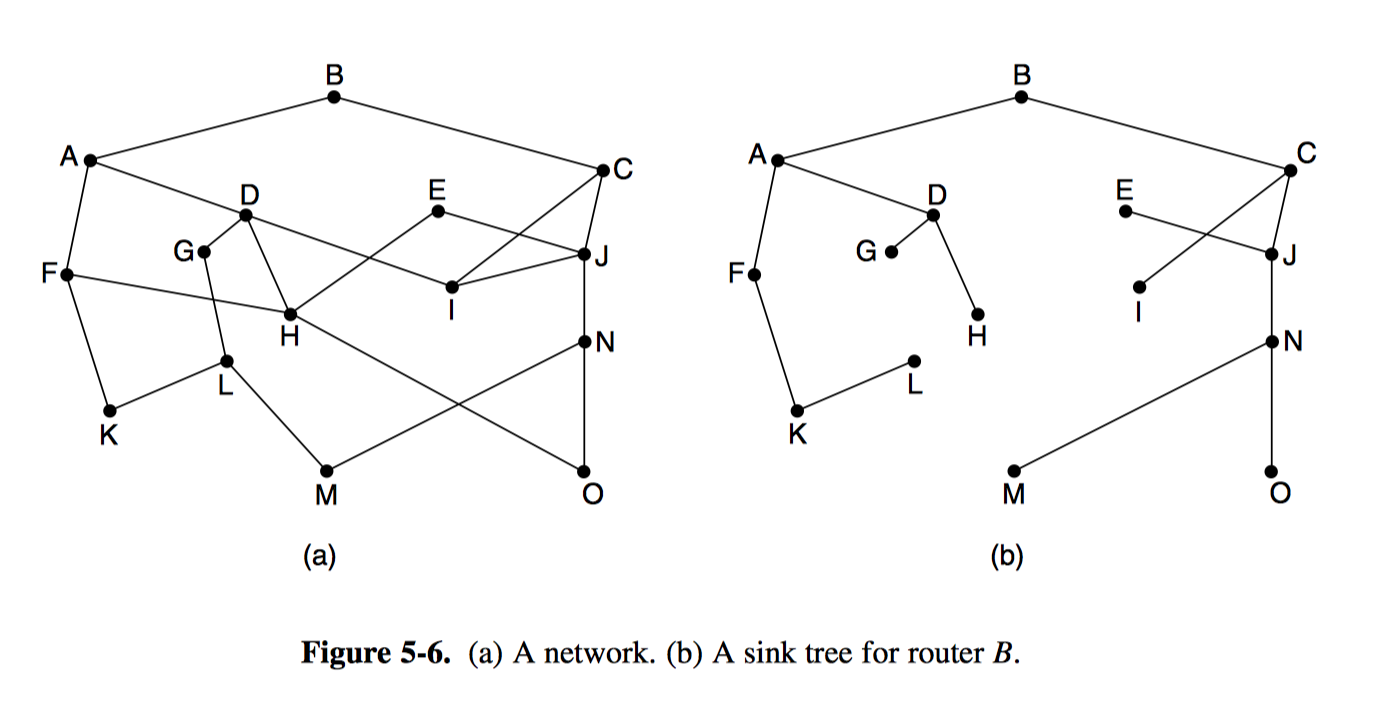 B
A
C
D
E
G
J
F
I
H
N
L
K
M
O
(a)
B
A
C
D
E
G
J
F
I
H
N
L
K
M
O
(b)
Figure 5-6. (a) A network. (b) A sink tree for router B.